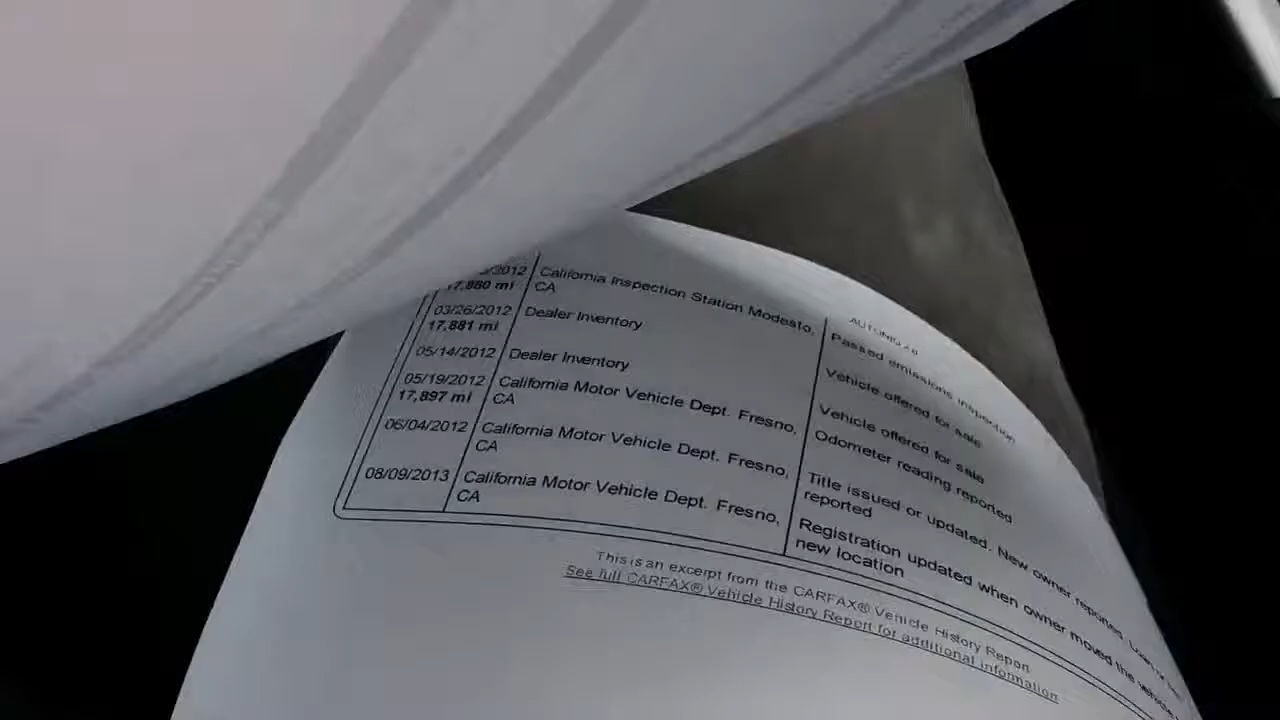 /2012 California Inspection Station Modesto, Passed emissions inspection
17,880 mi CA
03/26/2012 Dealer Inventory Vehicle offered for sale
17,881 mi
05/14/2012 Dealer Inventory Vehicle offered for sale
05/19/2012 California Motor Vehicle Dept. Fresno, Odometer reading reported
17,897 mi CA
06/04/2012 California Motor Vehicle Dept. Fresno, Title issued or updated. New owner reported.
CA reported
08/09/2013 California Motor Vehicle Dept. Fresno, Registration updated when owner moved the vehicle
CA new location
This is an excerpt from the CARFAX® Vehicle History Report.
See full CARFAX® Vehicle History Report for additional information